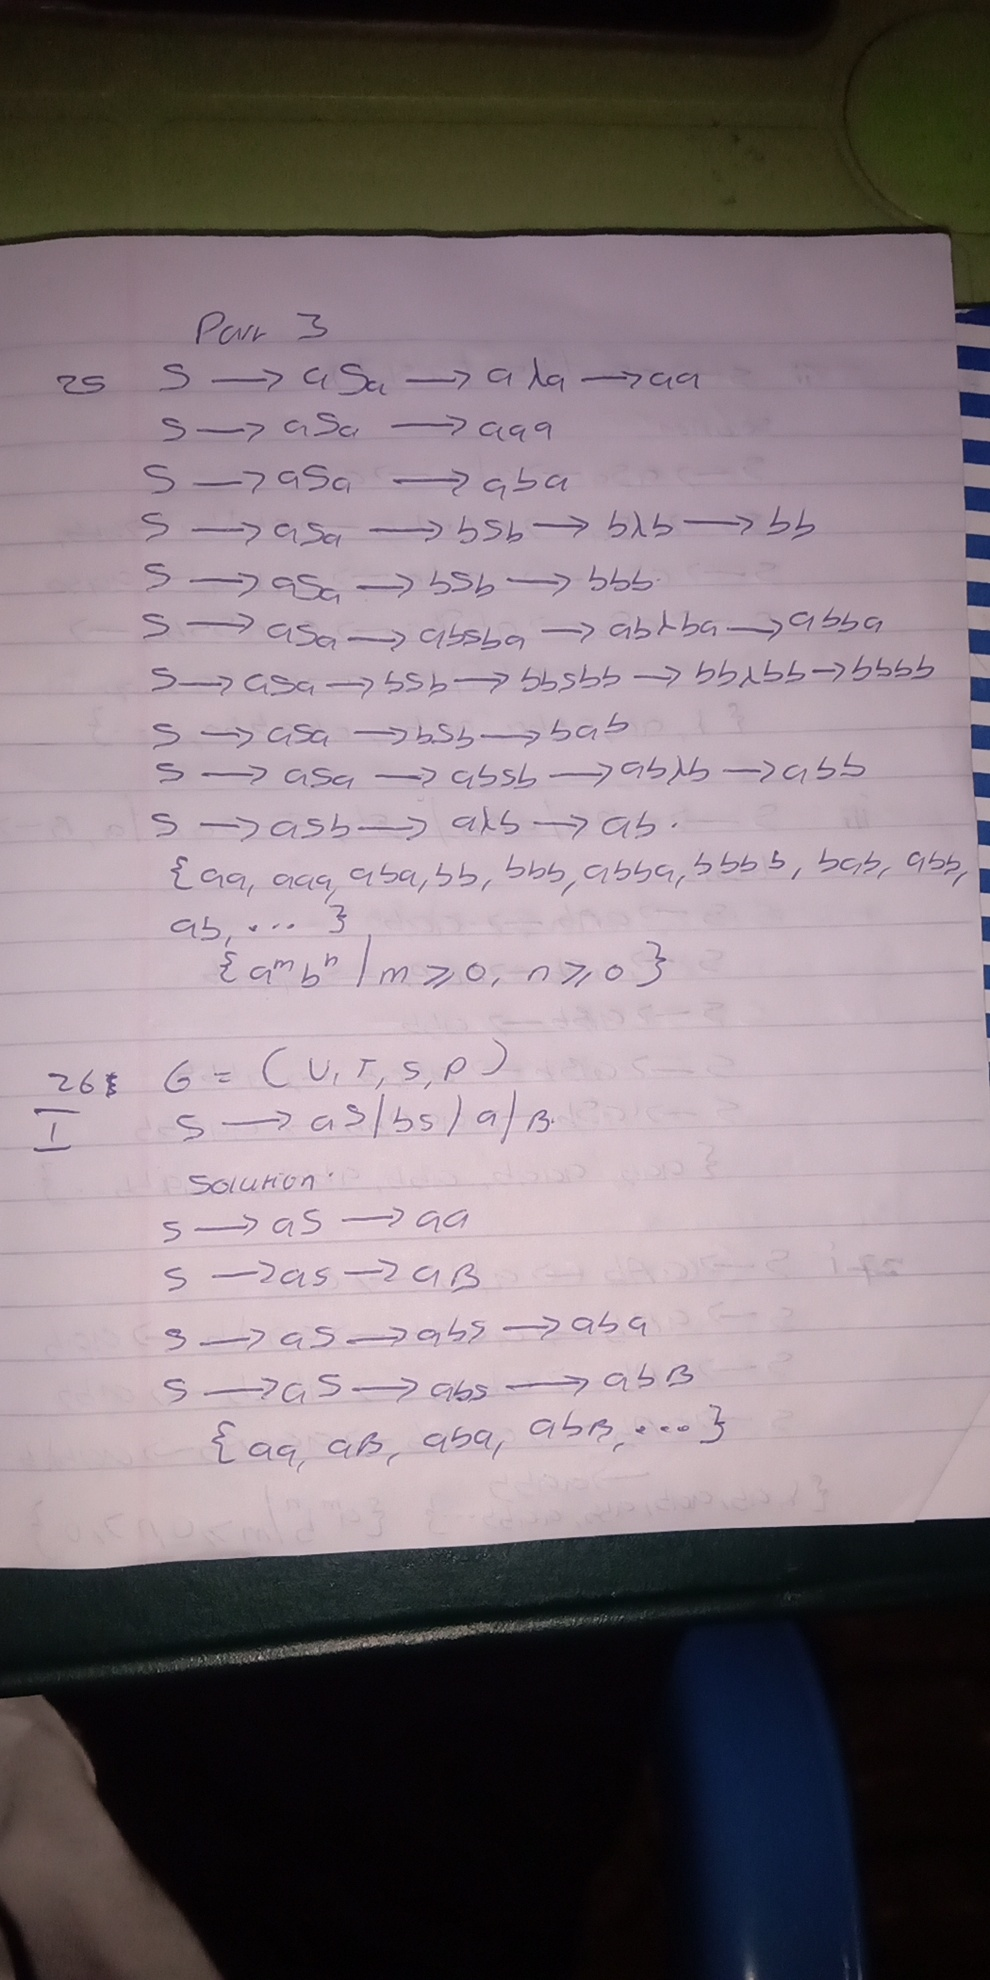 Part 3
25 S → aSa → aλa → aa
S → aSa → aaa
S → aSa → aba
S → aSa → bSb → bλb → bb
S → aSa → bSb → bbb.
S → aSa → absba → abλba → abba
S → aSa → bSb → bbsbb → bbλbb → bbbb
S → aSa → bSb → bab
S → aSa → absb → abλb → abb
S → aSb → aλb → ab.
{aa, aaa, aba, bb, bbb, abba, bbbb, bab, abb,
ab, ... }
{aᵐbⁿ | m ⩾ 0, n ⩾ 0}
26 G = (V, T, S, P)
I S → aS/bs/a/B.
Solution:
S → aS → aa
S → as → aB
S → aS → abs → aba
S → aS → abs → abB
{aa, aB, aba, abB, ...}